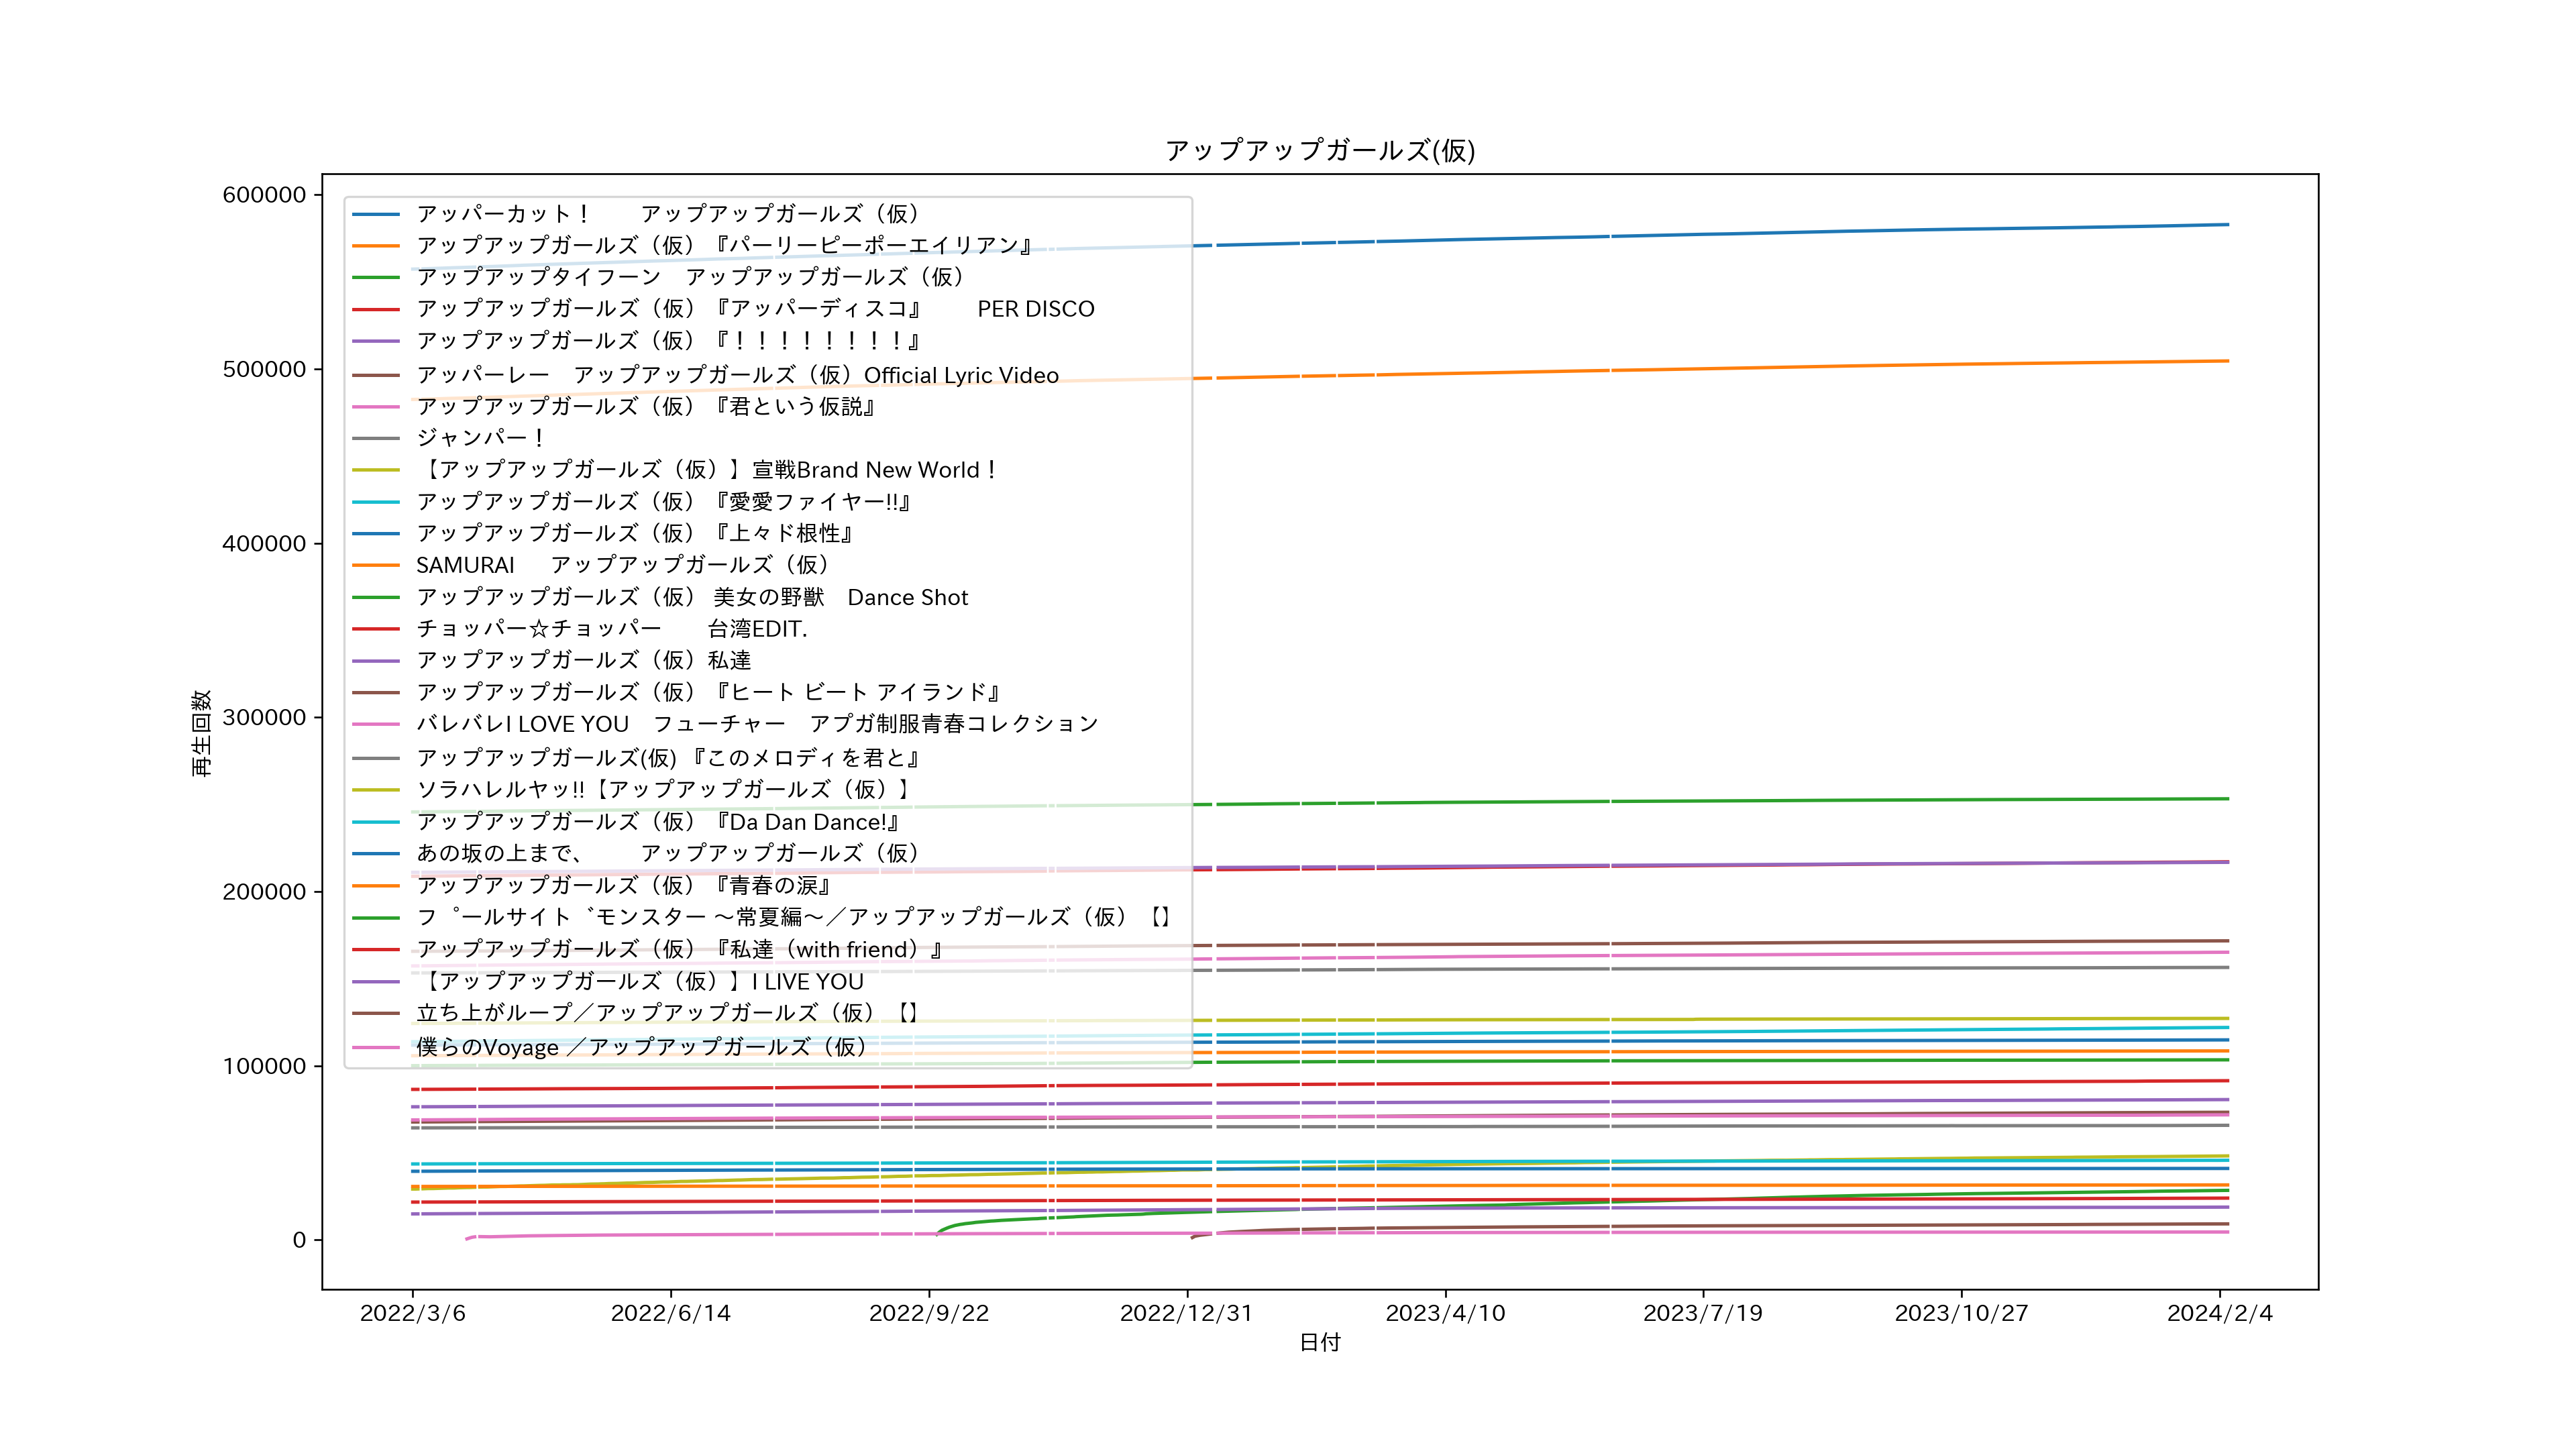 アップアップガールズ(仮)
600000
500000
400000
300000
200000
100000
0
再生回数
アッパーカット！　　アップアップガールズ（仮）
アップアップガールズ（仮）『パーリーピーポーエイリアン』
アップアップタイフーン　アップアップガールズ（仮）
アップアップガールズ（仮）『アッパーディスコ』　　PER DISCO
アップアップガールズ（仮）『！！！！！！！！』
アッパーレー　アップアップガールズ（仮）Official Lyric Video
アップアップガールズ（仮）『君という仮説』
ジャンパー！
【アップアップガールズ（仮）】宣戦Brand New World！
アップアップガールズ（仮）『愛愛ファイヤー!!』
アップアップガールズ（仮）『上々ド根性』
SAMURAI　 アップアップガールズ（仮）
アップアップガールズ（仮） 美女の野獣　Dance Shot
チョッパー☆チョッパー　　台湾EDIT.
アップアップガールズ（仮）私達
アップアップガールズ（仮）『ヒート ビート アイランド』
バレバレI LOVE YOU　フューチャー　アプガ制服青春コレクション
アップアップガールズ(仮) 『このメロディを君と』
ソラハレルヤッ!!【アップアップガールズ（仮）】
アップアップガールズ（仮）『Da Dan Dance!』
あの坂の上まで、　　アップアップガールズ（仮）
アップアップガールズ（仮）『青春の涙』
フ゜ールサイト゛モンスター 〜常夏編〜／アップアップガールズ（仮）【】
アップアップガールズ（仮）『私達（with friend）』
【アップアップガールズ（仮）】I LIVE YOU
立ち上がループ／アップアップガールズ（仮）【】
僕らのVoyage ／アップアップガールズ（仮）
2022/3/6 2022/6/14 2022/9/22 2022/12/31 2023/4/10 2023/7/19 2023/10/27 2024/2/4
日付